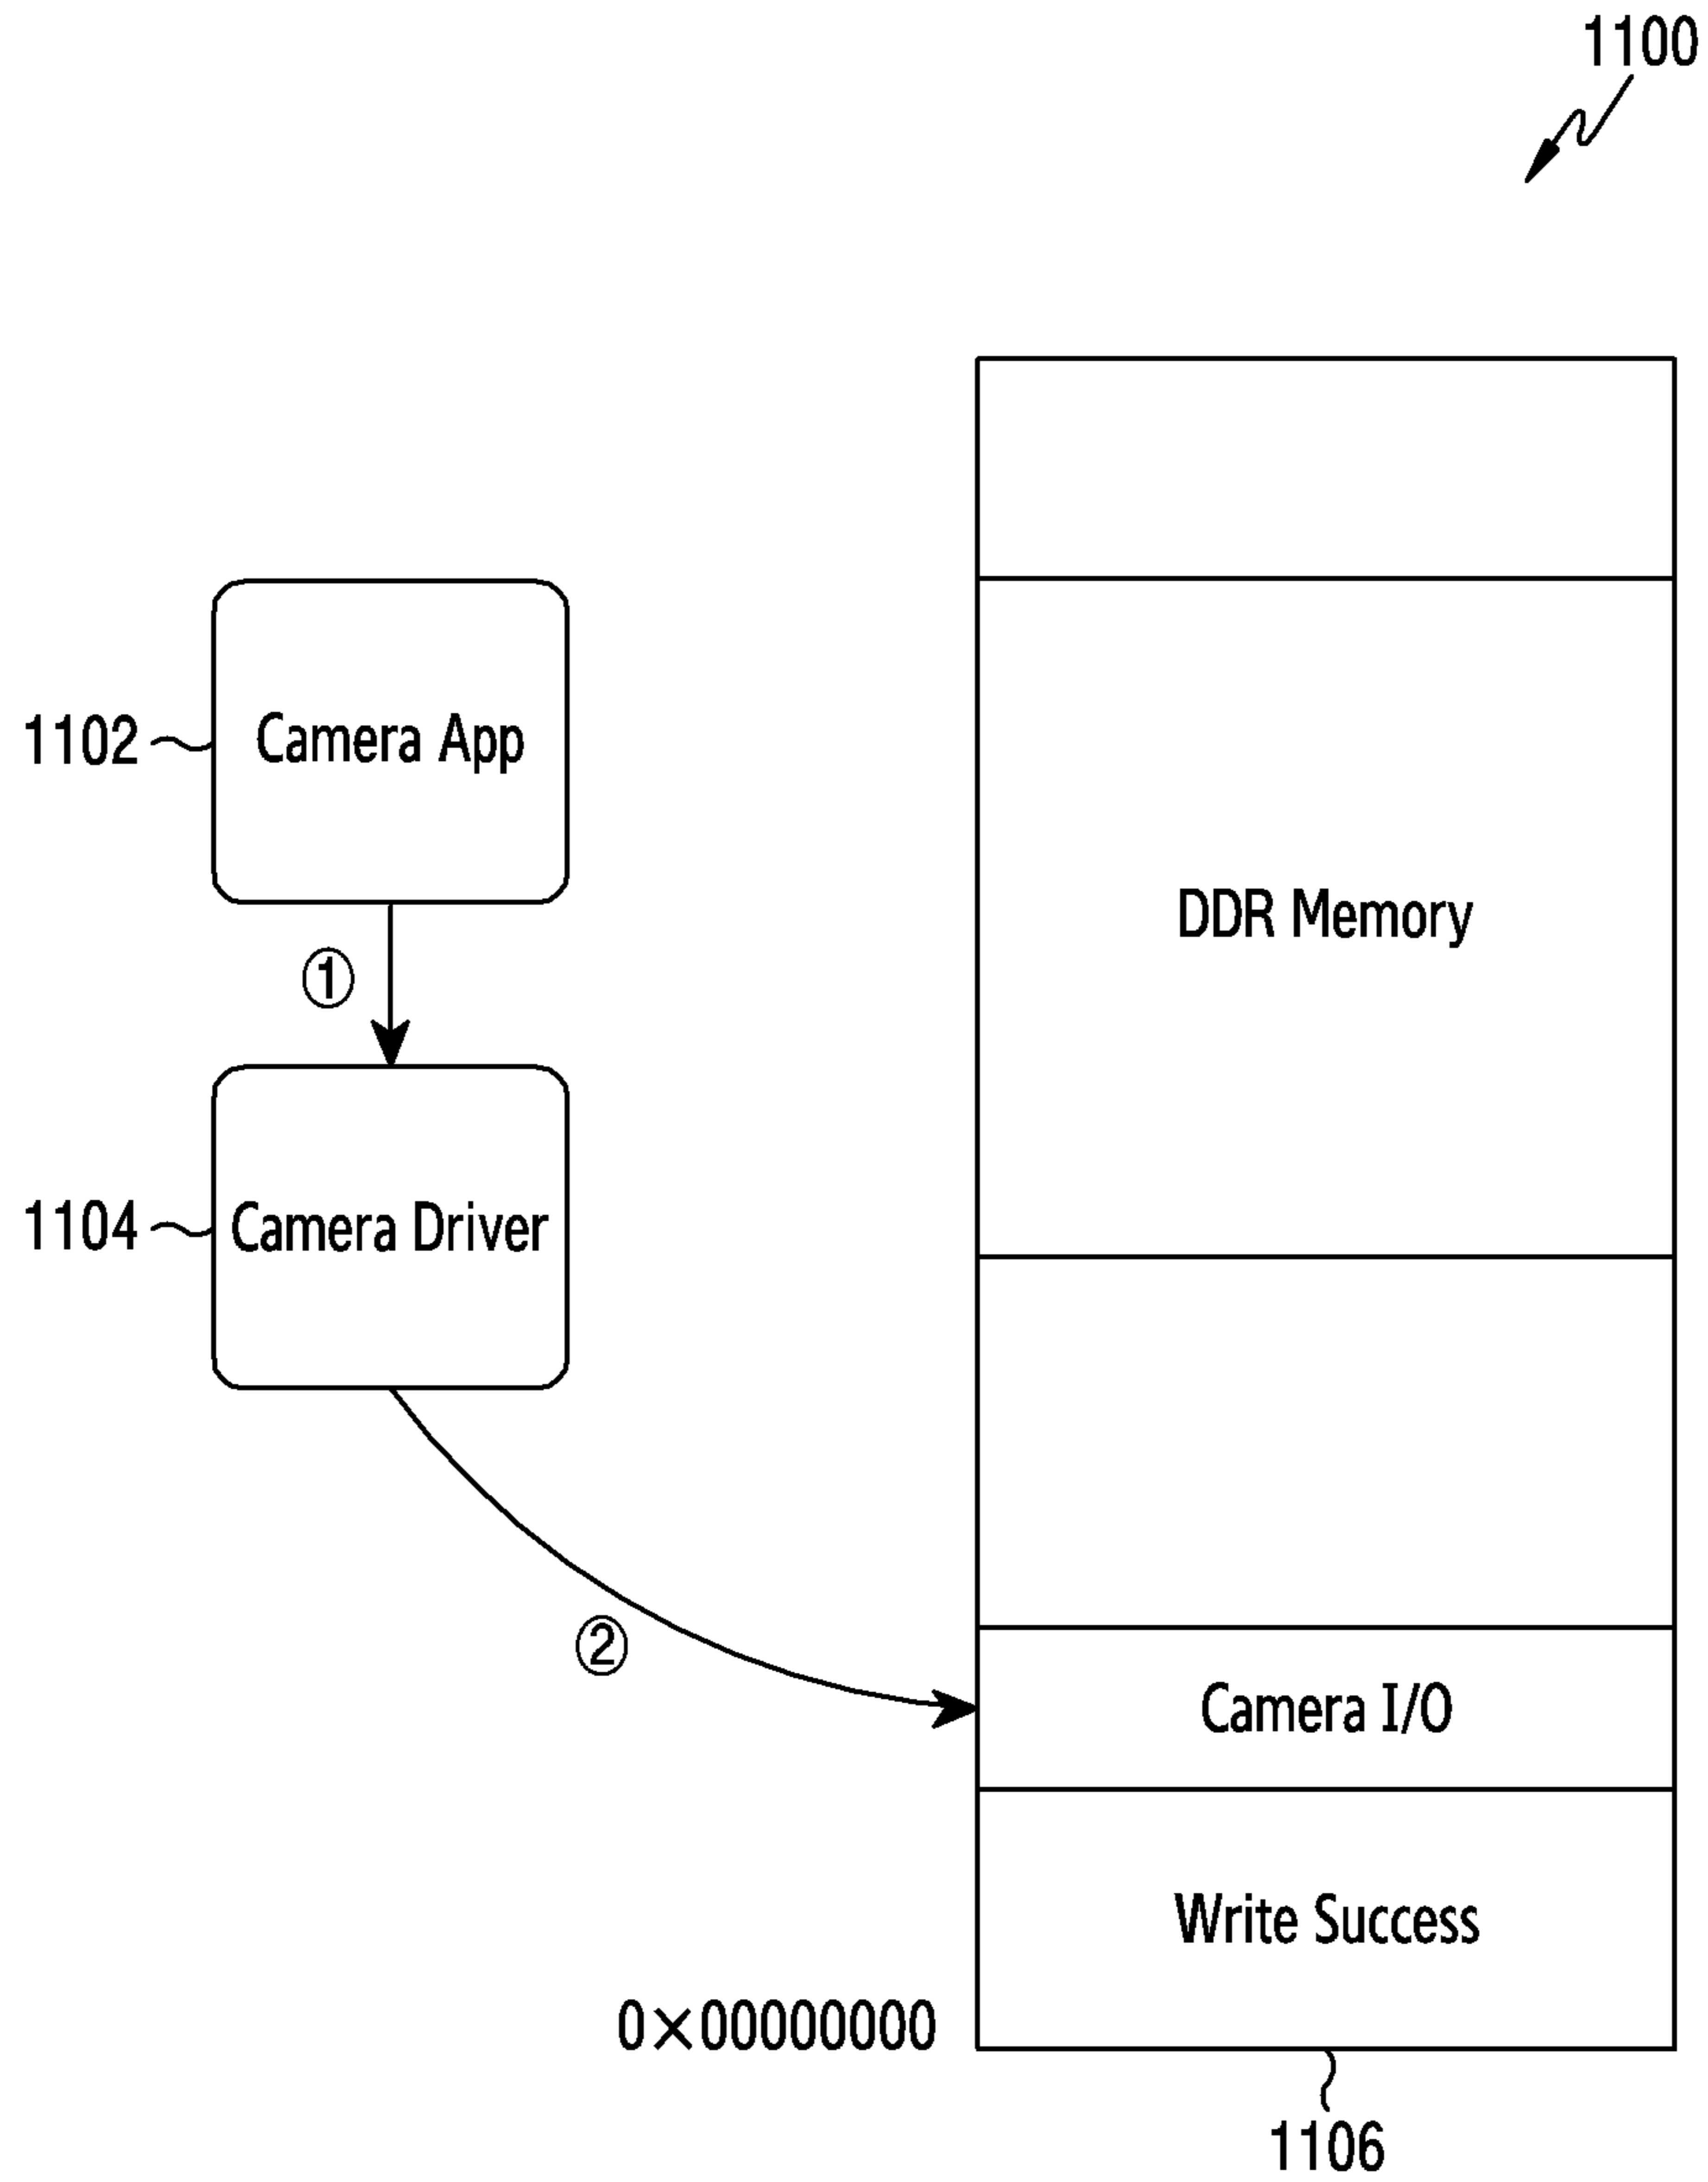 1100
Camera App
1102
DDR Memory
①
Camera Driver
1104
②
Camera I/O
Write Success
0×00000000
1106